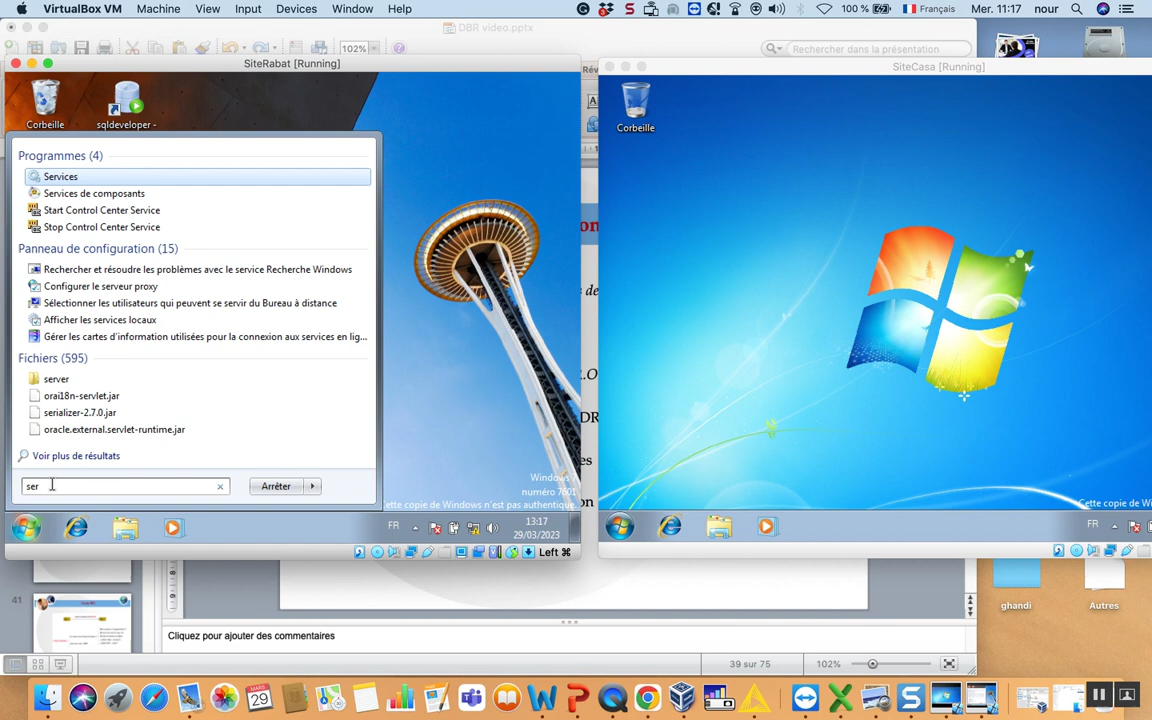 VirtualBox VM Machine View Input Devices Window Help
100 % Français Mer. 11:17 nour
DBR video.pptx
102%
Rechercher dans la présentation
SiteRabat [Running]
SiteCasa [Running]
Corbeille
sqldeveloper -
Corbeille
Programmes (4)
Services
Services de composants
Start Control Center Service
Stop Control Center Service
Panneau de configuration (15)
Rechercher et résoudre les problèmes avec le service Recherche Windows
Configurer le serveur proxy
Sélectionner les utilisateurs qui peuvent se servir du Bureau à distance
Afficher les services locaux
Gérer les cartes d'information utilisées pour la connexion aux services en lig...
Fichiers (595)
server
orai18n-servlet.jar
serializer-2.7.0.jar
oracle.external.servlet-runtime.jar
Voir plus de résultats
ser
Arrêter
Windows
numéro 7601
Cette copie de Windows n'est pas authentique.
FR
13:17
29/03/2023
Left ⌘
Cette copie de Wi
FR
ghandi
Autres
41
Cliquez pour ajouter des commentaires
39 sur 75
102%
MARS
29